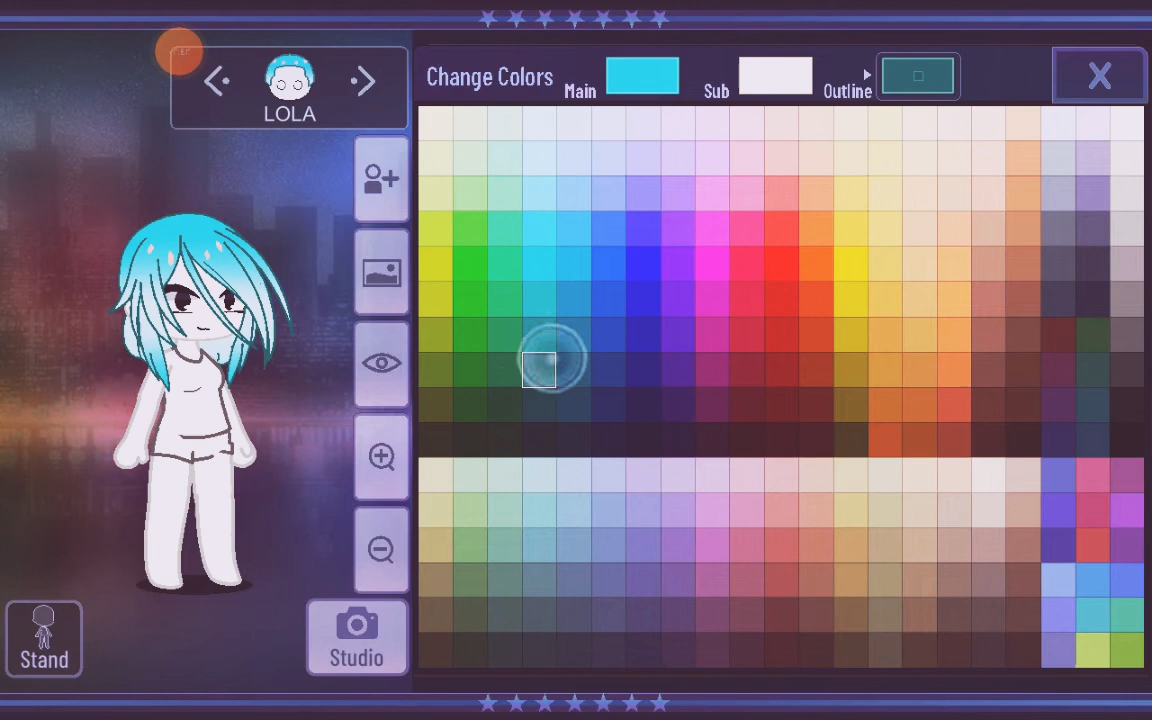 LOLA
Change Colors
Main
Sub
Outline
X
Stand
Studio